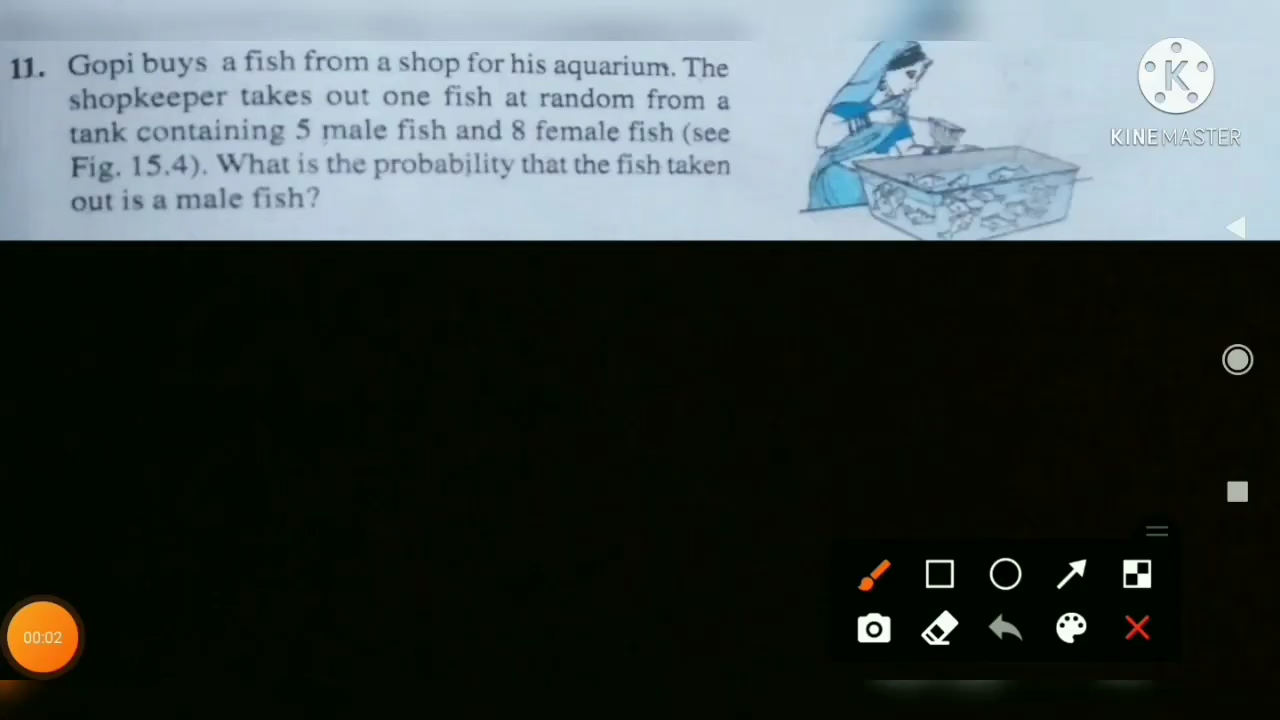 11. Gopi buys a fish from a shop for his aquarium. The
shopkeeper takes out one fish at random from a
tank containing 5 male fish and 8 female fish (see
Fig. 15.4). What is the probability that the fish taken
out is a male fish?
K
KINEMASTER
00:02